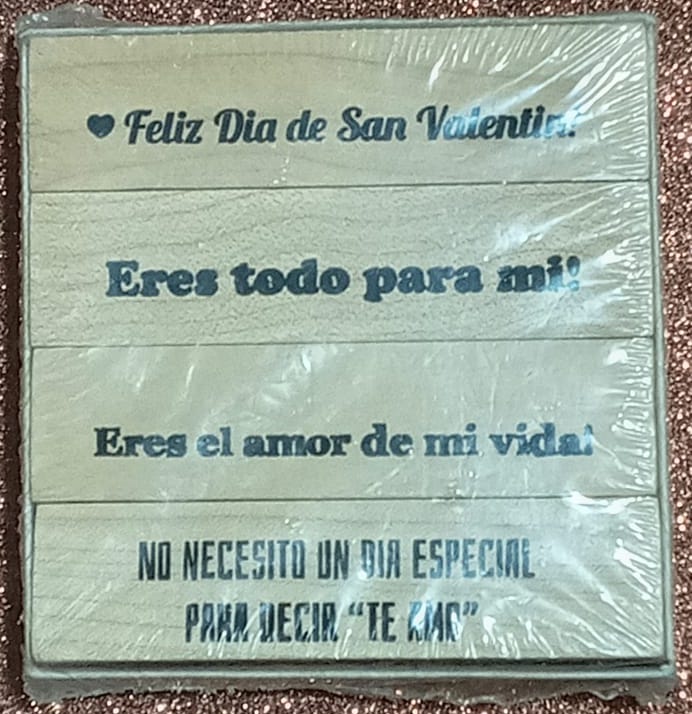 ♥ Feliz Dia de San Valentin!
Eres todo para mi!
Eres el amor de mi vida!
NO NECESITO UN DIA ESPECIAL
PARA DECIR “TE AMO”